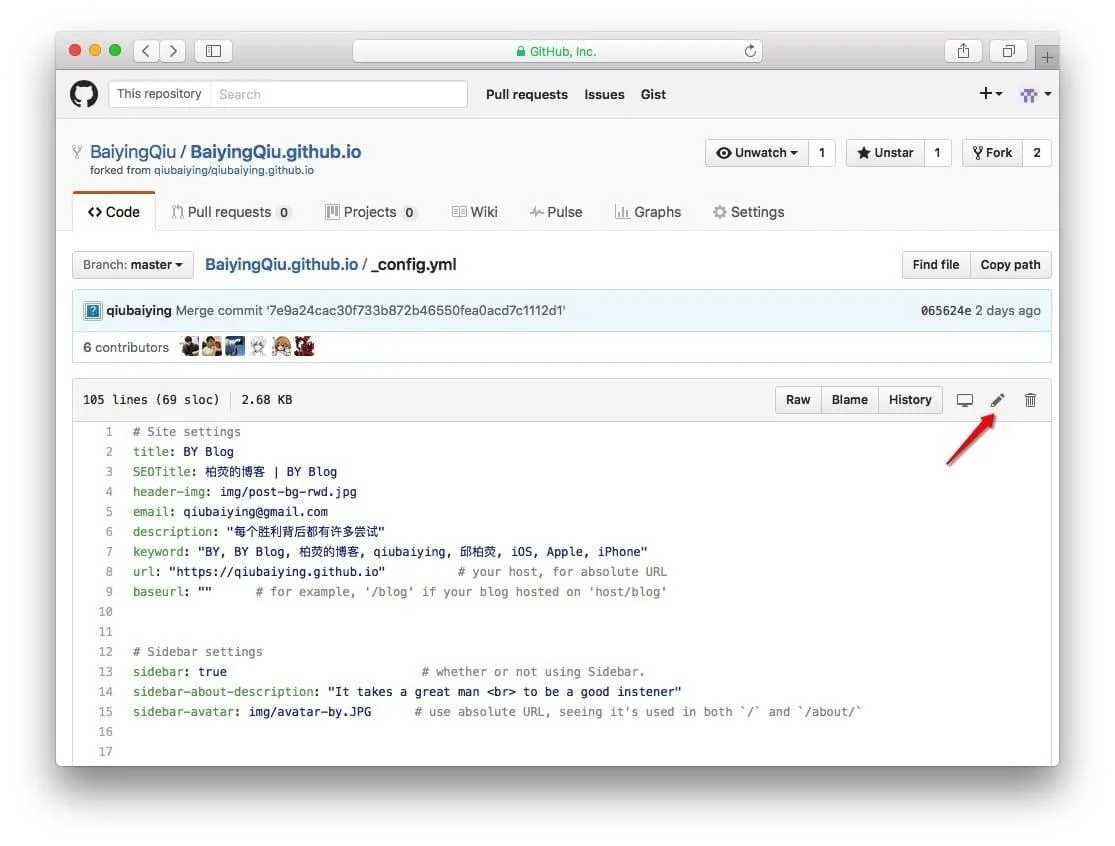 GitHub, Inc.
This repository Search Pull requests Issues Gist
BaiyingQiu / BaiyingQiu.github.io Unwatch 1 Unstar 1 Fork 2
forked from qiubaiying/qiubaiying.github.io
Code Pull requests 0 Projects 0 Wiki Pulse Graphs Settings
Branch: master BaiyingQiu.github.io / _config.yml Find file Copy path
qiubaiying Merge commit '7e9a24cac30f733b872b46550fea0acd7c1112d1' 065624e 2 days ago
6 contributors
105 lines (69 sloc) 2.68 KB Raw Blame History
1 # Site settings
2 title: BY Blog
3 SEOTitle: 柏荧的博客 | BY Blog
4 header-img: img/post-bg-rwd.jpg
5 email: qiubaiying@gmail.com
6 description: "每个胜利背后都有许多尝试"
7 keyword: "BY, BY Blog, 柏荧的博客, qiubaiying, 邱柏荧, iOS, Apple, iPhone"
8 url: "https://qiubaiying.github.io" # your host, for absolute URL
9 baseurl: "" # for example, '/blog' if your blog hosted on 'host/blog'
10
11
12 # Sidebar settings
13 sidebar: true # whether or not using Sidebar.
14 sidebar-about-description: "It takes a great man <br> to be a good instener"
15 sidebar-avatar: img/avatar-by.JPG # use absolute URL, seeing it's used in both `/` and `/about/`
16
17